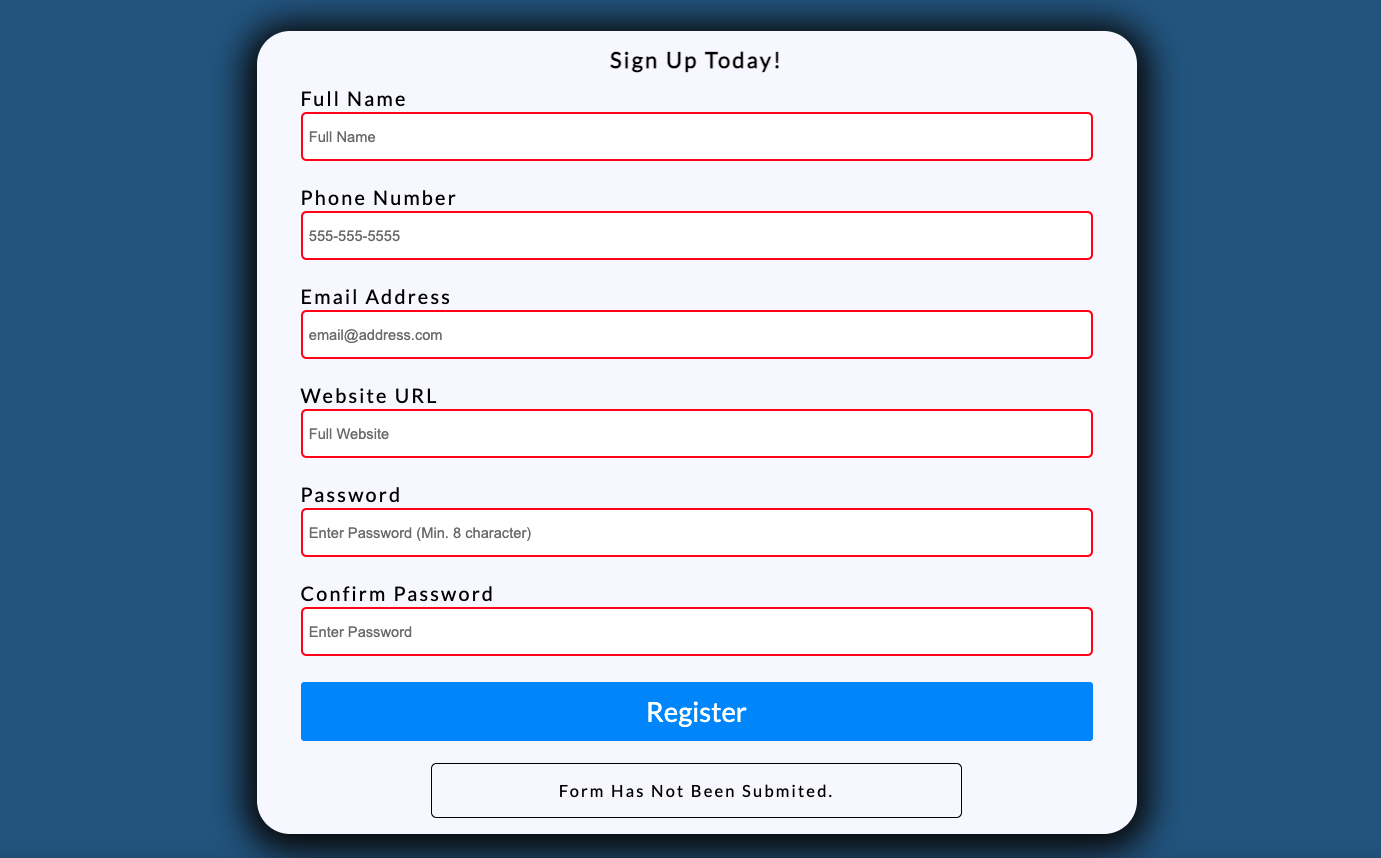 Sign Up Today!
Full Name
Full Name
Phone Number
555-555-5555
Email Address
email@address.com
Website URL
Full Website
Password
Enter Password (Min. 8 character)
Confirm Password
Enter Password
Register
Form Has Not Been Submited.